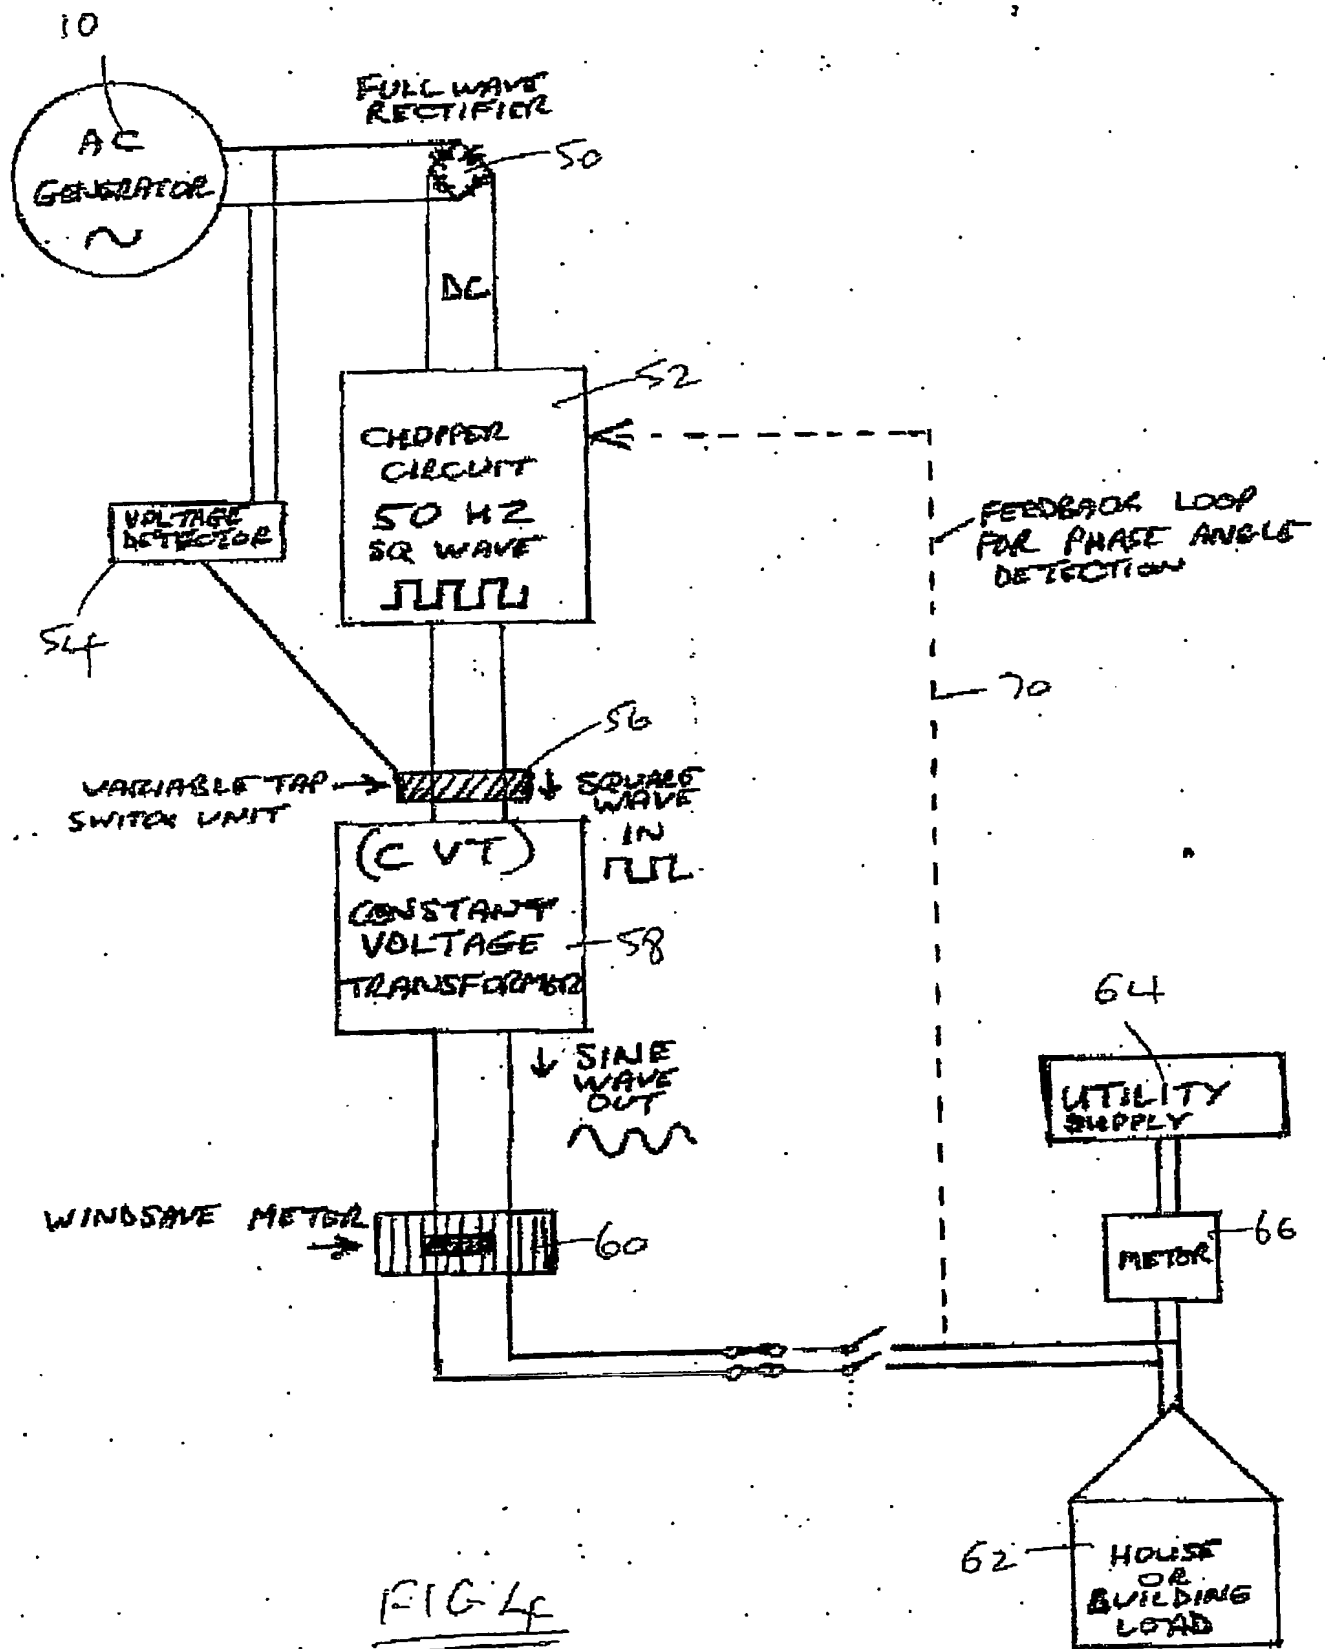 10
AC
GENERATOR
FULL WAVE
RECTIFIER
50
DC
52
CHOPPER
CIRCUIT
50 HZ
SQ WAVE
VOLTAGE
DETECTOR
54
FEEDBACK LOOP
FOR PHASE ANGLE
DETECTION
70
56
VARIABLE TAP
SWITCH UNIT
SQUARE
WAVE
IN
(CVT)
CONSTANT
VOLTAGE
TRANSFORMER
58
SINE
WAVE
OUT
64
UTILITY
SUPPLY
WINDSAVE METER
60
METER
66
62
HOUSE
OR
BUILDING
LOAD
FIG 4